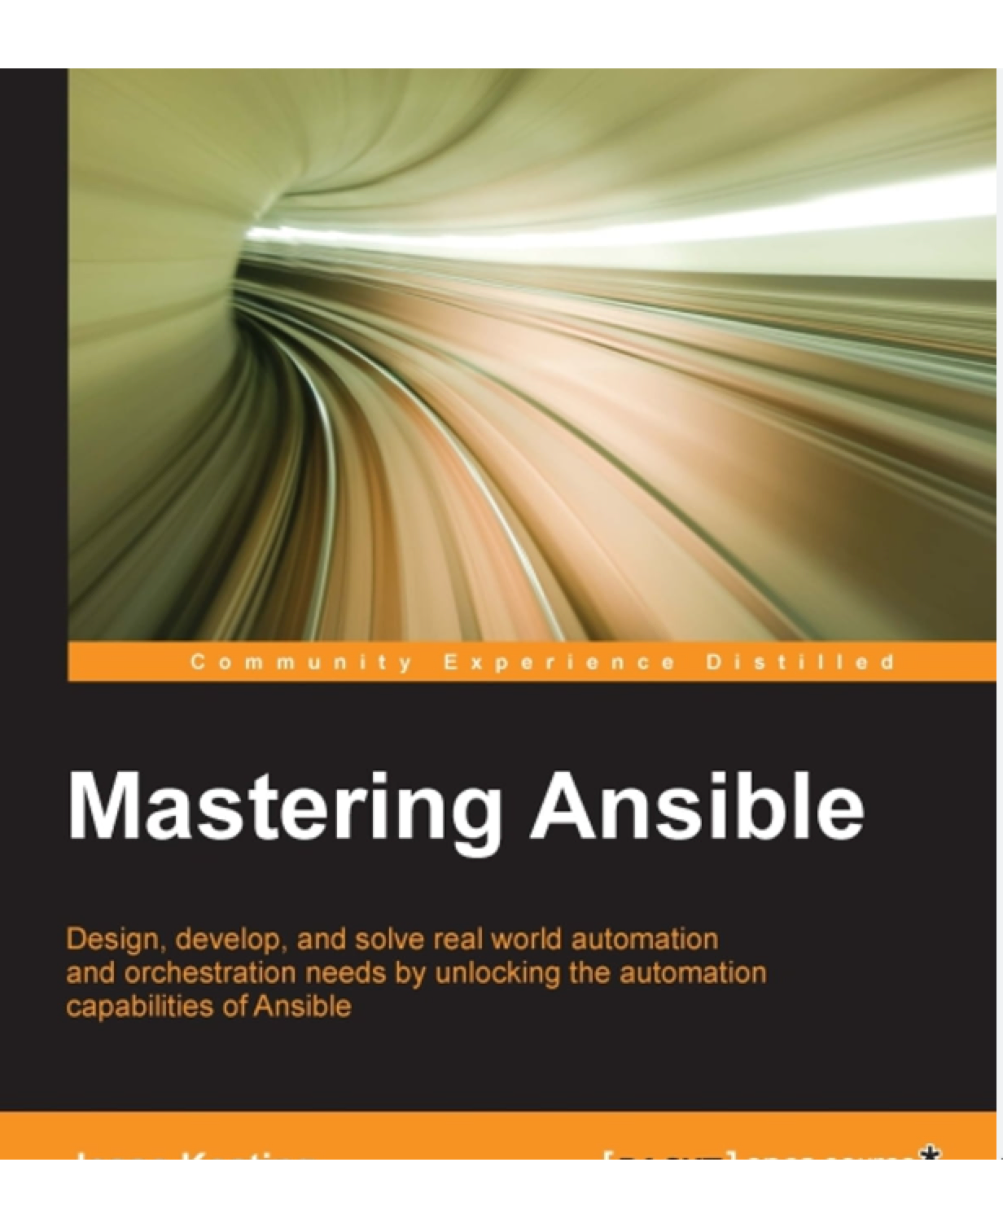 Community Experience Distilled
Mastering Ansible
Design, develop, and solve real world automation
and orchestration needs by unlocking the automation
capabilities of Ansible